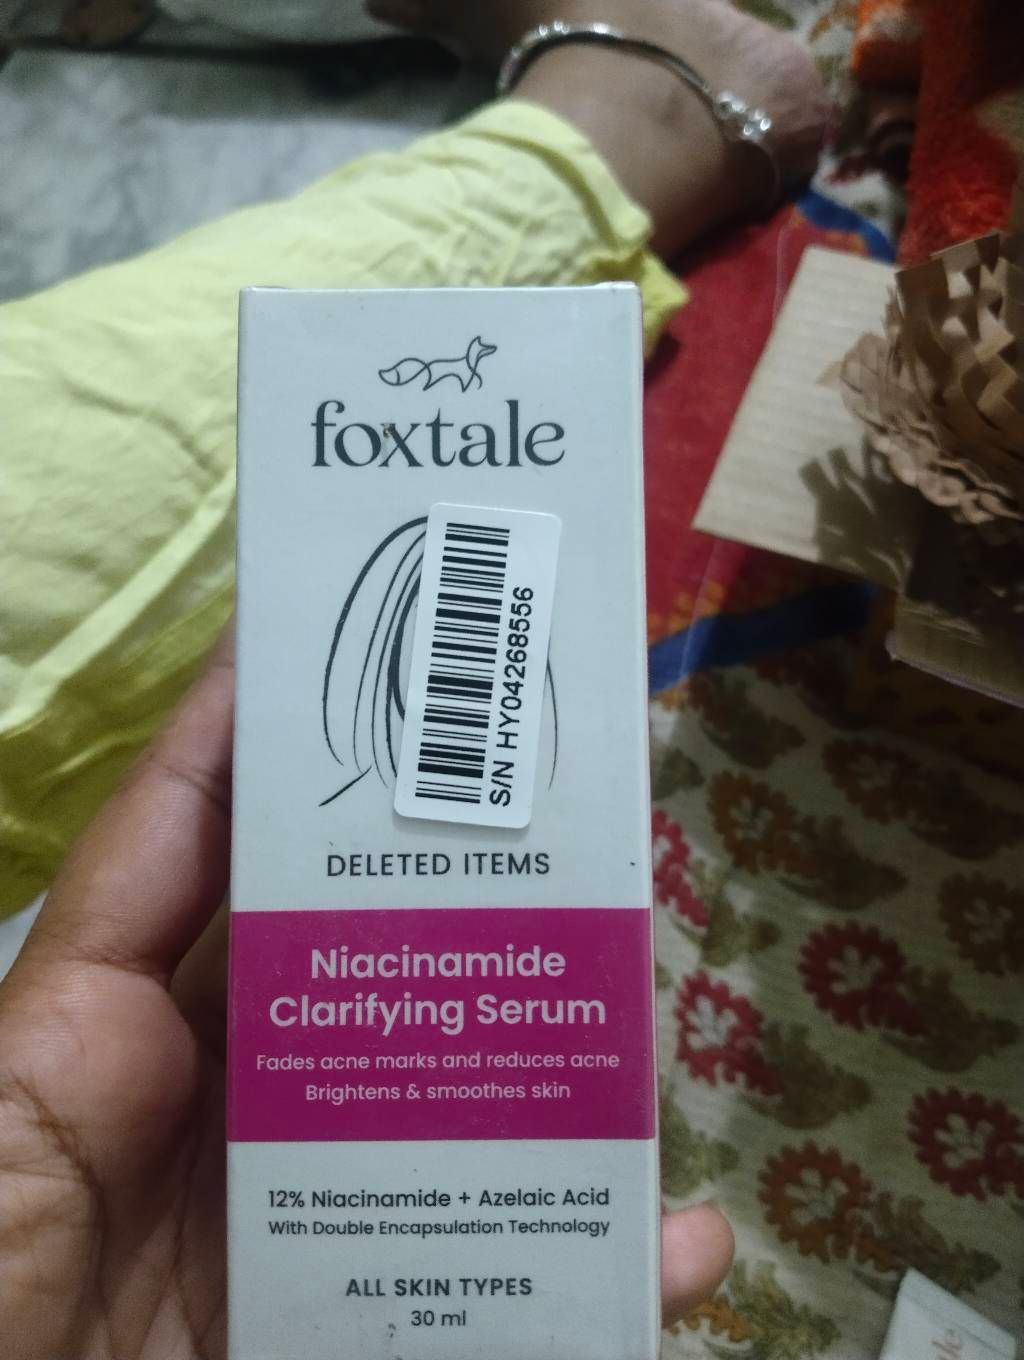 foxtale
S/N HY04268556
DELETED ITEMS
Niacinamide
Clarifying Serum
Fades acne marks and reduces acne
Brightens & smoothes skin
12% Niacinamide + Azelaic Acid
With Double Encapsulation Technology
ALL SKIN TYPES
30 ml